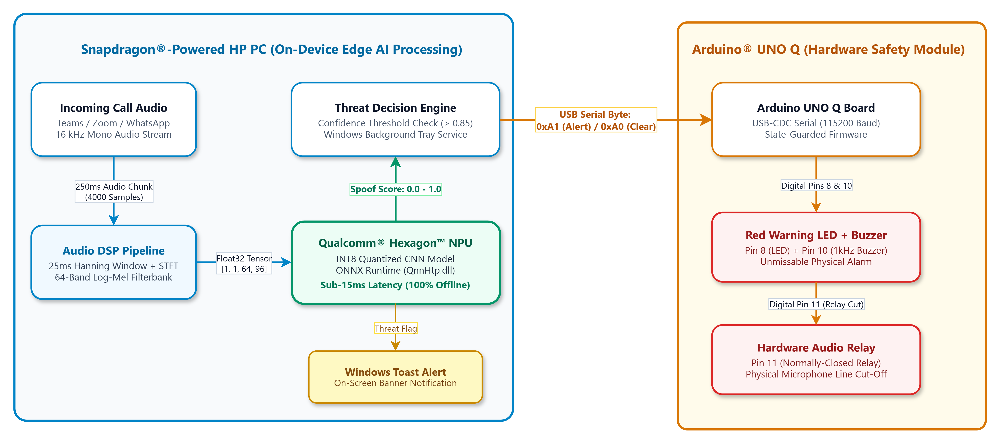 Snapdragon®-Powered HP PC (On-Device Edge AI Processing)
Incoming Call Audio
Teams / Zoom / WhatsApp
16 kHz Mono Audio Stream
250ms Audio Chunk
(4000 Samples)
Audio DSP Pipeline
25ms Hanning Window + STFT
64-Band Log-Mel Filterbank
Float32 Tensor
[1, 1, 64, 96]
Qualcomm® Hexagon™ NPU
INT8 Quantized CNN Model
ONNX Runtime (QnnHtp.dll)
Sub-15ms Latency (100% Offline)
Spoof Score: 0.0 - 1.0
Threat Decision Engine
Confidence Threshold Check (> 0.85)
Windows Background Tray Service
Threat Flag
Windows Toast Alert
On-Screen Banner Notification
USB Serial Byte:
0xA1 (Alert) / 0xA0 (Clear)
Arduino® UNO Q (Hardware Safety Module)
Arduino UNO Q Board
USB-CDC Serial (115200 Baud)
State-Guarded Firmware
Digital Pins 8 & 10
Red Warning LED + Buzzer
Pin 8 (LED) + Pin 10 (1kHz Buzzer)
Unmissable Physical Alarm
Digital Pin 11 (Relay Cut)
Hardware Audio Relay
Pin 11 (Normally-Closed Relay)
Physical Microphone Line Cut-Off